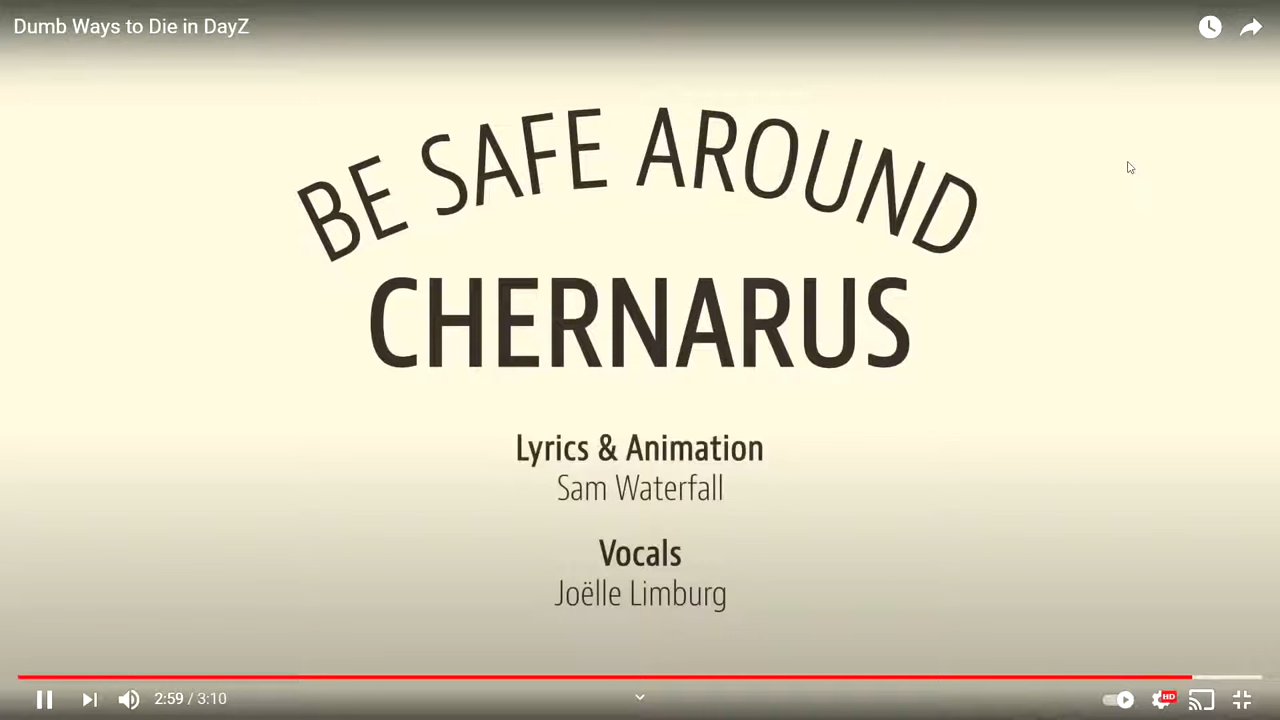 Dumb Ways to Die in DayZ
BE SAFE AROUND
CHERNARUS
Lyrics & Animation
Sam Waterfall
Vocals
Joëlle Limburg
2:59 / 3:10
HD